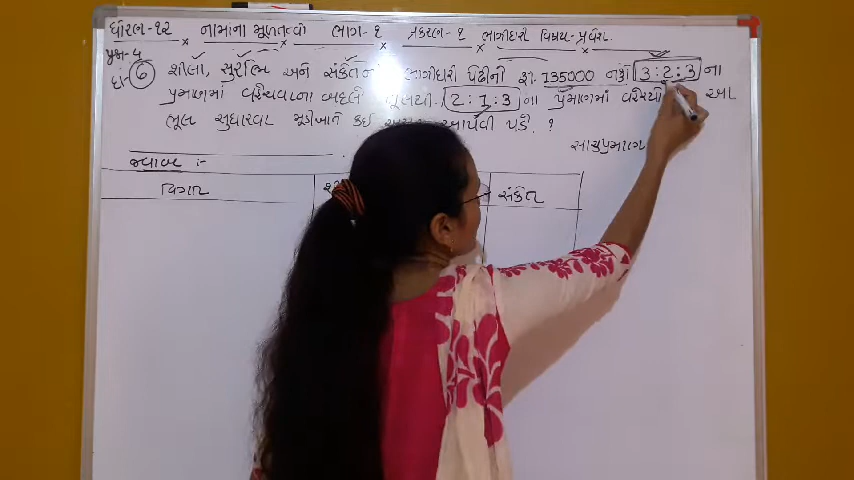 ધોરણ-૧૨ નામાના મૂળતત્વો ભાગ-૧ પ્રકરણ-૧ ભાગીદારી વિષય-પ્રવેશ.
પ્રશ્ન-૫
દા- ૭ શીલા, સુરભિ અને સંકેતની ભાગીદારી પેઢીની રૂા. 135000 નફો 3:2:3 ના
પ્રમાણમાં વહેંચવાના બદલે ભૂલથી 2:1:3 ના પ્રમાણમાં વહેંચ્યો આ
ભૂલ સુધારવા મૂડીખાતે કઈ આપવી પડે. ?
સાચુપ્રમાણ
જવાબ :-
વિગત સંકેત